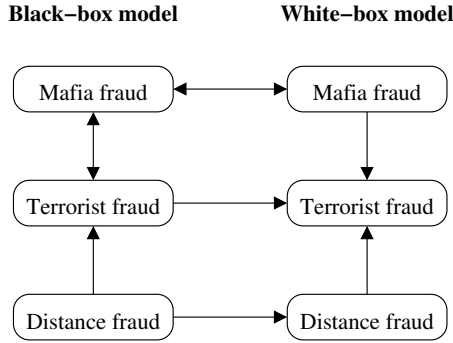 Black−box model
White−box model
Mafia fraud
Mafia fraud
Terrorist fraud
Terrorist fraud
Distance fraud
Distance fraud